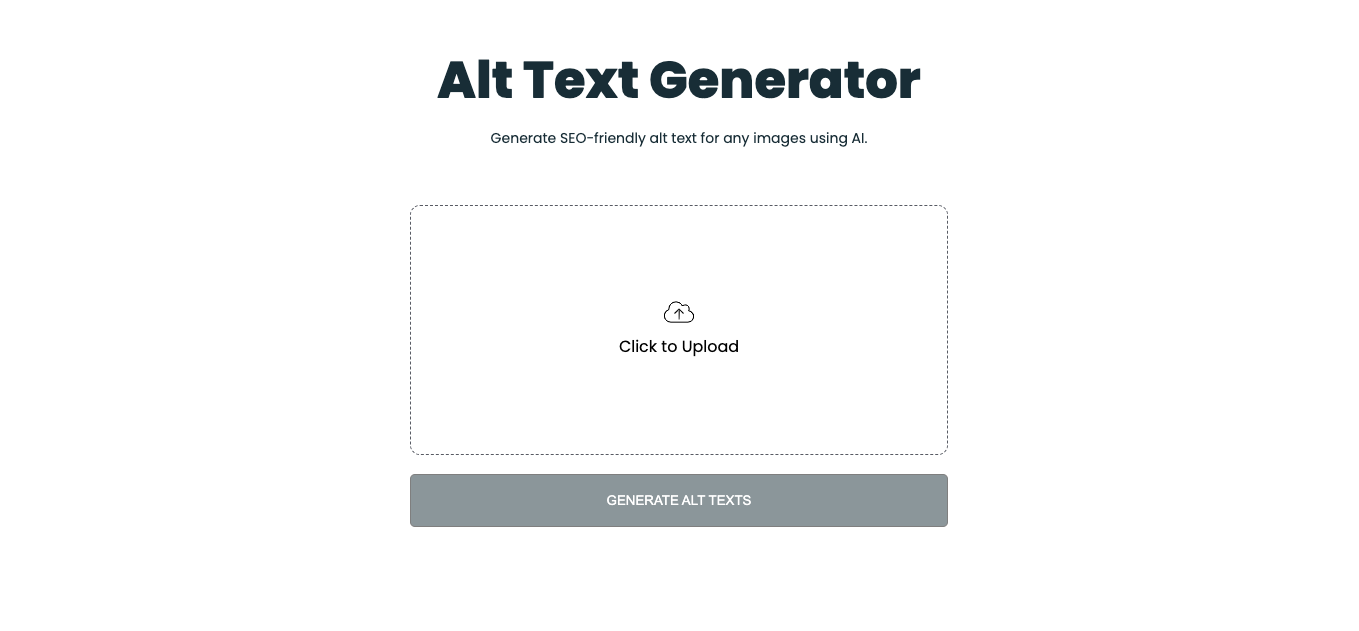 Alt Text Generator
Generate SEO-friendly alt text for any images using AI.
Click to Upload
GENERATE ALT TEXTS